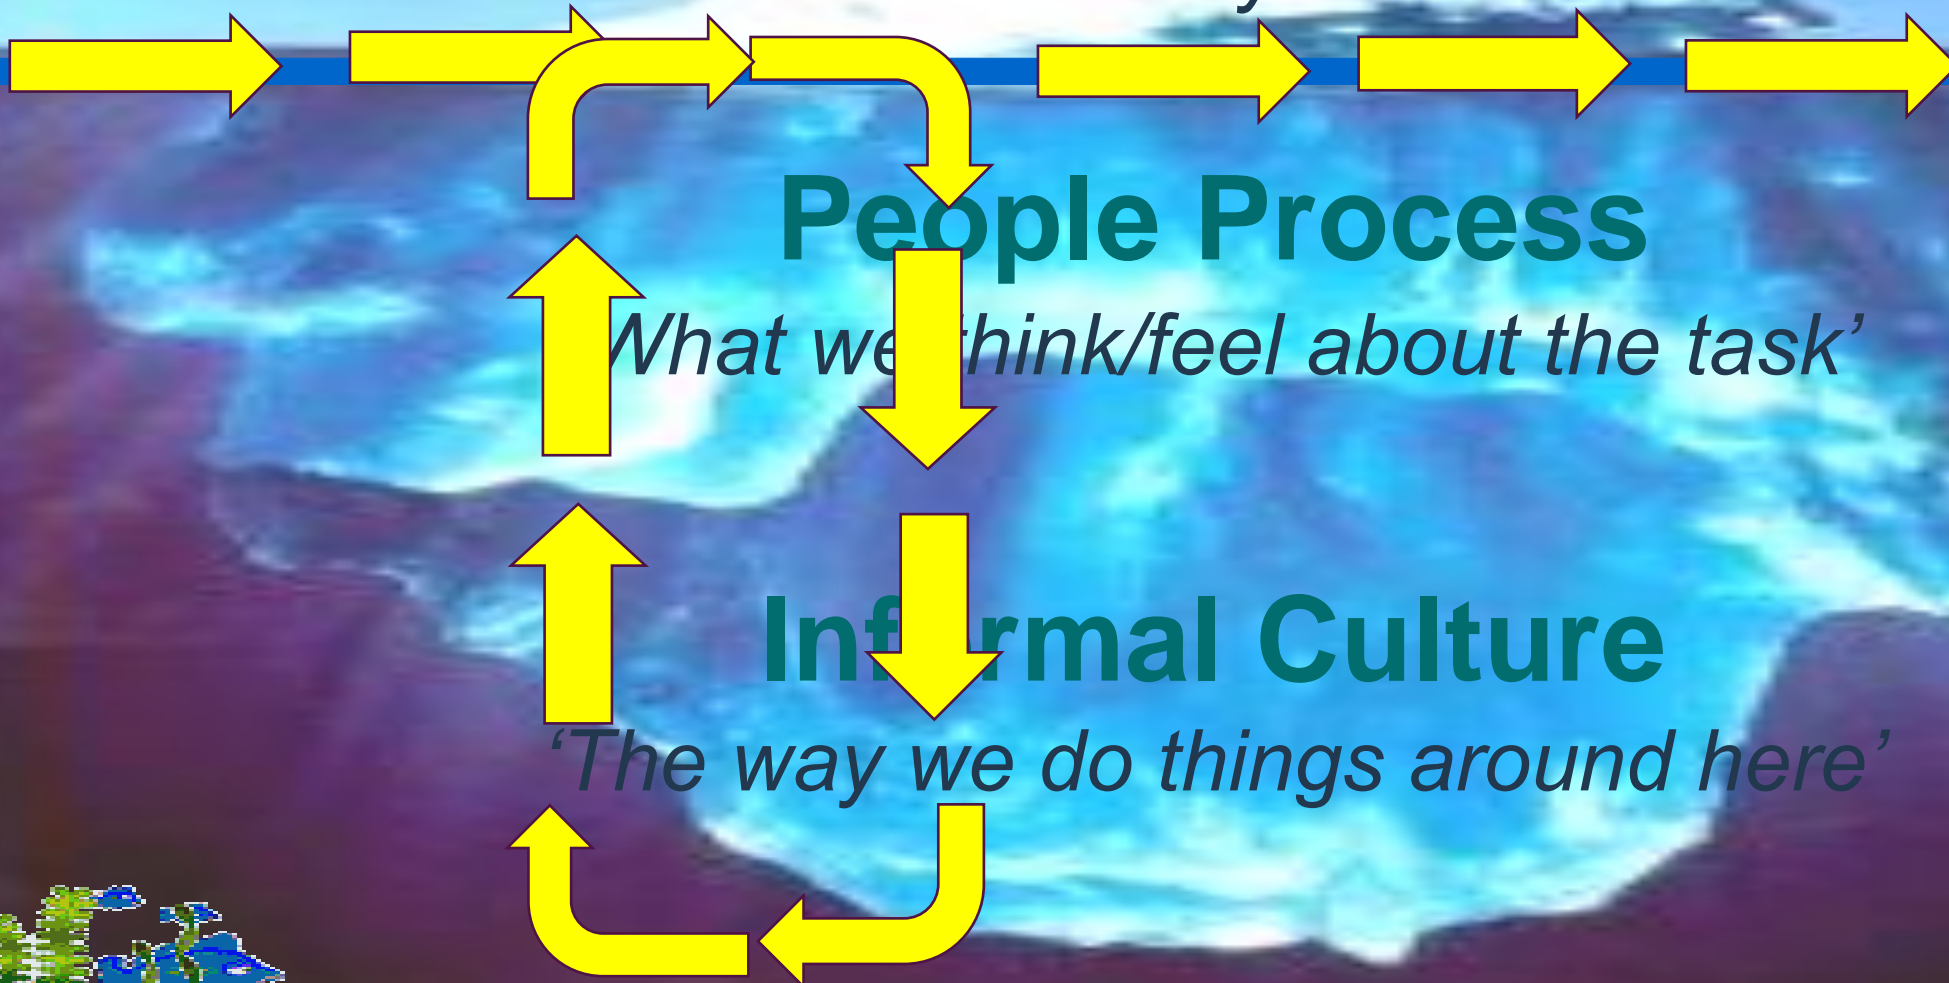 People Process
What we think/feel about the task’
Informal Culture
‘The way we do things around here’